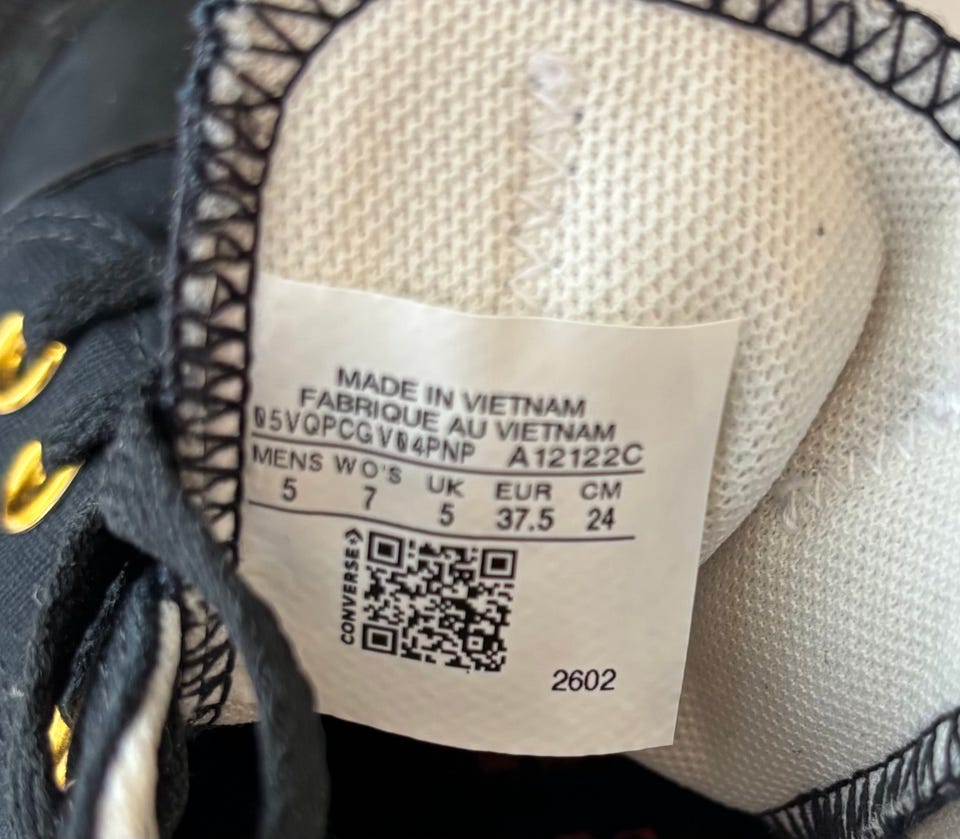 MADE IN VIETNAM
FABRIQUE AU VIETNAM
05VQPCGV04PNP A12122C
MENS WO'S UK EUR CM
5 7 5 37.5 24
CONVERSE
2602